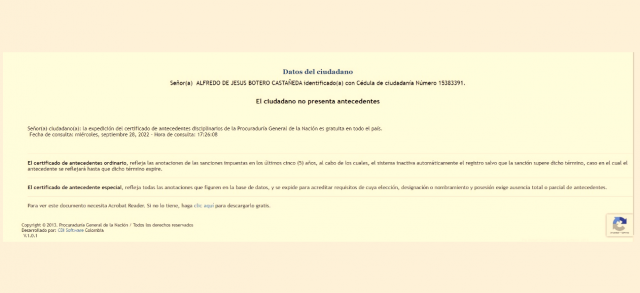 Datos del ciudadano
Señor(a) ALFREDO DE JESUS BOTERO CASTAÑEDA identificado(a) con Cédula de ciudadanía Número 15383391.
El ciudadano no presenta antecedentes
Señor(a) ciudadano(a): la expedición del certificado de antecedentes disciplinarios de la Procuraduría General de la Nación es gratuita en todo el país.
Fecha de consulta: miércoles, septiembre 28, 2022 - Hora de consulta: 17:26:08
El certificado de antecedentes ordinario, refleja las anotaciones de las sanciones impuestas en los últimos cinco (5) años, al cabo de los cuales, el sistema inactiva automáticamente el registro salvo que la sanción supere dicho término, caso en el cual el
antecedente se reflejará hasta que dicho término expire.
El certificado de antecedente especial, refleja todas las anotaciones que figuren en la base de datos, y se expide para acreditar requisitos de cuya elección, designación o nombramiento y posesión exige ausencia total o parcial de antecedentes.
Para ver este documento necesita Acrobat Reader. Si no lo tiene, haga clic aquí para descargarlo gratis.
Copyright © 2013. Procuraduría General de la Nación / Todos los derechos reservados
Desarrollado por: CDI Software Colombia
V.1.0.1